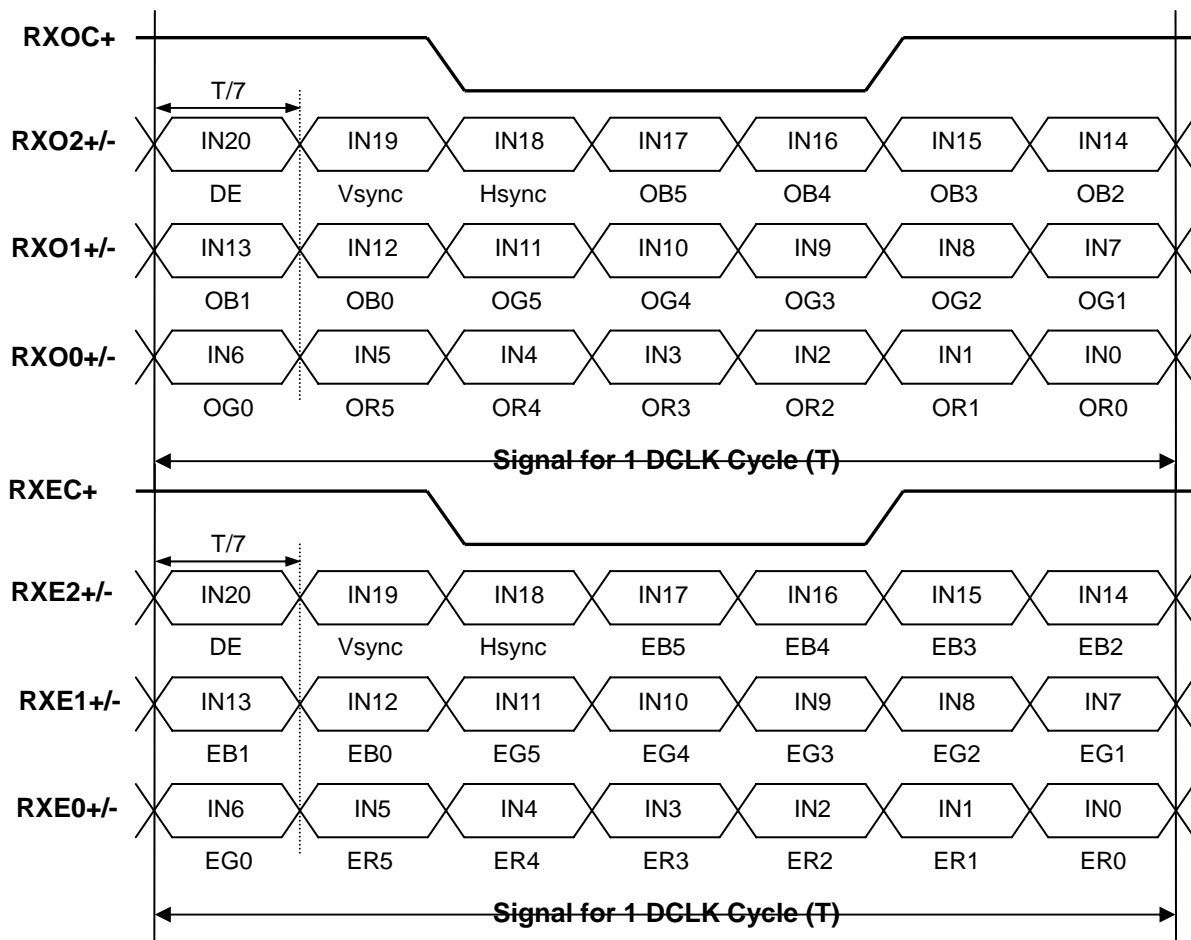 RXOC+
T/7
RXO2+/- IN20 IN19 IN18 IN17 IN16 IN15 IN14
DE Vsync Hsync OB5 OB4 OB3 OB2
RXO1+/- IN13 IN12 IN11 IN10 IN9 IN8 IN7
OB1 OB0 OG5 OG4 OG3 OG2 OG1
RXO0+/- IN6 IN5 IN4 IN3 IN2 IN1 IN0
OG0 OR5 OR4 OR3 OR2 OR1 OR0
Signal for 1 DCLK Cycle (T)
RXEC+
T/7
RXE2+/- IN20 IN19 IN18 IN17 IN16 IN15 IN14
DE Vsync Hsync EB5 EB4 EB3 EB2
RXE1+/- IN13 IN12 IN11 IN10 IN9 IN8 IN7
EB1 EB0 EG5 EG4 EG3 EG2 EG1
RXE0+/- IN6 IN5 IN4 IN3 IN2 IN1 IN0
EG0 ER5 ER4 ER3 ER2 ER1 ER0
Signal for 1 DCLK Cycle (T)